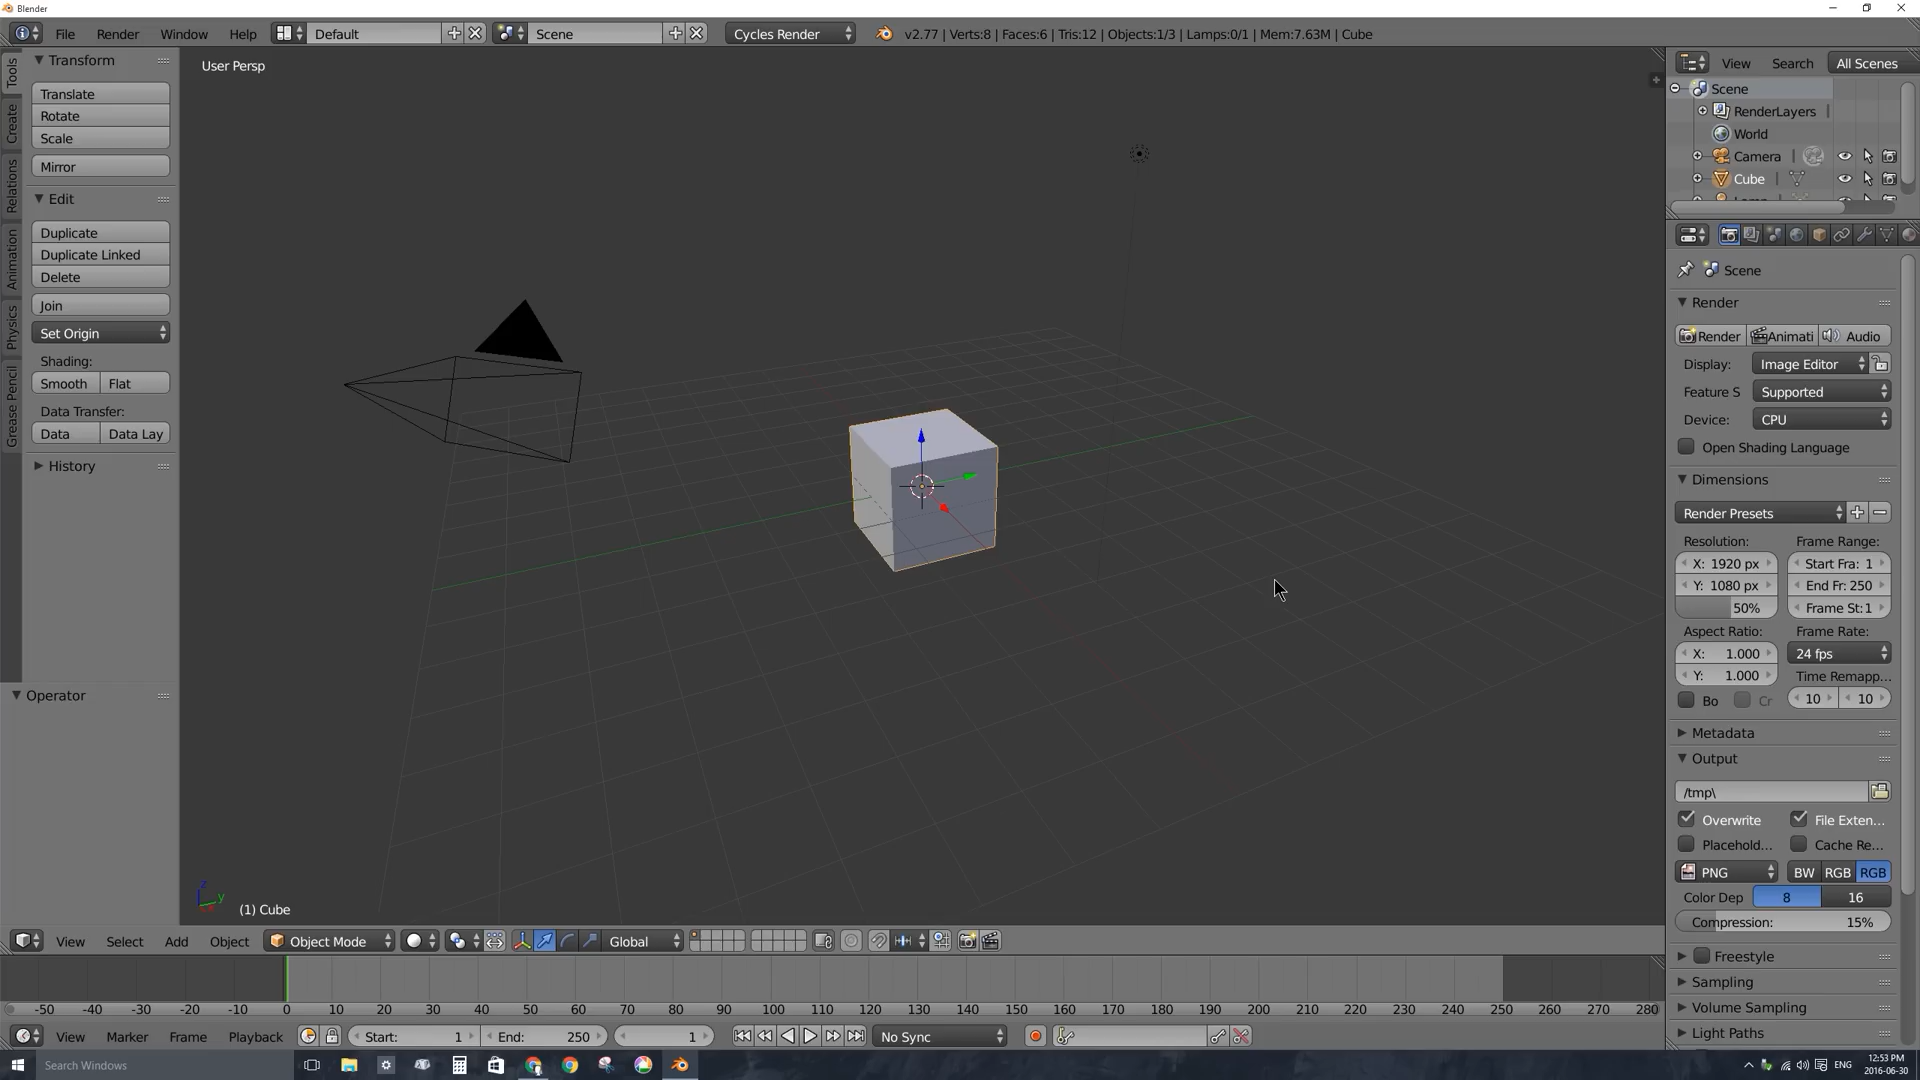 Blender
File Render Window Help Default Scene Cycles Render v2.77 | Verts:8 | Faces:6 | Tris:12 | Objects:1/3 | Lamps:0/1 | Mem:7.63M | Cube
Tools
Create
Relations
Animation
Physics
Grease Pencil
Transform
Translate
Rotate
Scale
Mirror
Edit
Duplicate
Duplicate Linked
Delete
Join
Set Origin
Shading:
Smooth Flat
Data Transfer:
Data Data Lay
History
Operator
User Persp
z
y
(1) Cube
View Search All Scenes
Scene
RenderLayers
World
Camera
Cube
Scene
Render
Render Animati Audio
Display: Image Editor
Feature S Supported
Device: CPU
Open Shading Language
Dimensions
Render Presets
Resolution: Frame Range:
X: 1920 px Start Fra: 1
Y: 1080 px End Fr: 250
50% Frame St:1
Aspect Ratio: Frame Rate:
X: 1.000 24 fps
Y: 1.000 Time Remapp...
Bo Cr 10 10
Metadata
Output
/tmp\
Overwrite File Exten...
Placehold... Cache Re...
PNG BW RGB RGB
Color Dep 8 16
Compression: 15%
Freestyle
Sampling
Volume Sampling
Light Paths
View Select Add Object Object Mode Global
-50 -40 -30 -20 -10 0 10 20 30 40 50 60 70 80 90 100 110 120 130 140 150 160 170 180 190 200 210 220 230 240 250 260 270 280
View Marker Frame Playback Start: 1 End: 250 1 No Sync
Search Windows
ENG
12:53 PM
2016-06-30